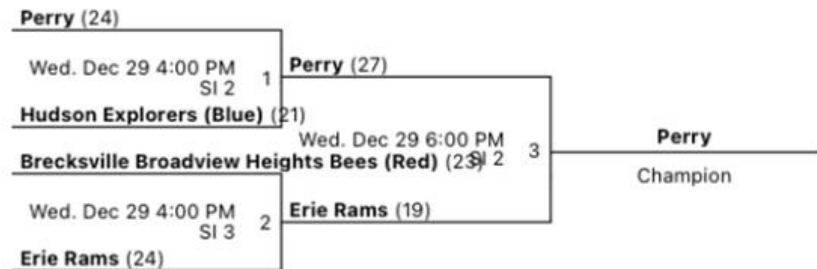 Perry (24)
Wed. Dec 29 4:00 PM
SI 2
1
Hudson Explorers (Blue) (21)
Perry (27)
Wed. Dec 29 6:00 PM
SI 2
3
Perry
Champion
Brecksville Broadview Heights Bees (Red) (23)
Wed. Dec 29 4:00 PM
SI 3
2
Erie Rams (24)
Erie Rams (19)